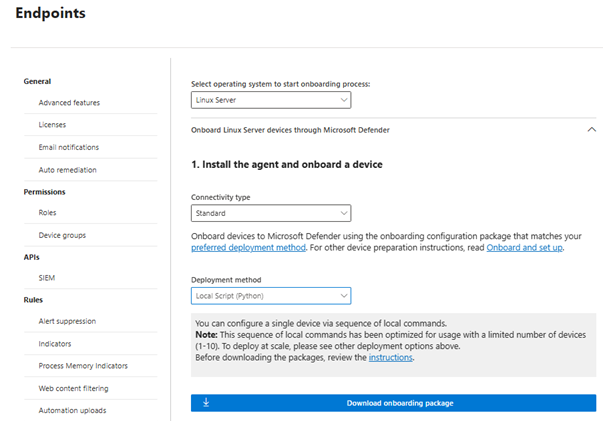 Endpoints
General
Advanced features
Licenses
Email notifications
Auto remediation
Permissions
Roles
Device groups
APIs
SIEM
Rules
Alert suppression
Indicators
Process Memory Indicators
Web content filtering
Automation uploads
Select operating system to start onboarding process:
Linux Server
Onboard Linux Server devices through Microsoft Defender
1. Install the agent and onboard a device
Connectivity type
Standard
Onboard devices to Microsoft Defender using the onboarding configuration package that matches your
preferred deployment method. For other device preparation instructions, read Onboard and set up.
Deployment method
Local Script (Python)
You can configure a single device via sequence of local commands.
Note: This sequence of local commands has been optimized for usage with a limited number of devices
(1-10). To deploy at scale, please see other deployment options above.
Before downloading the packages, review the instructions.
Download onboarding package